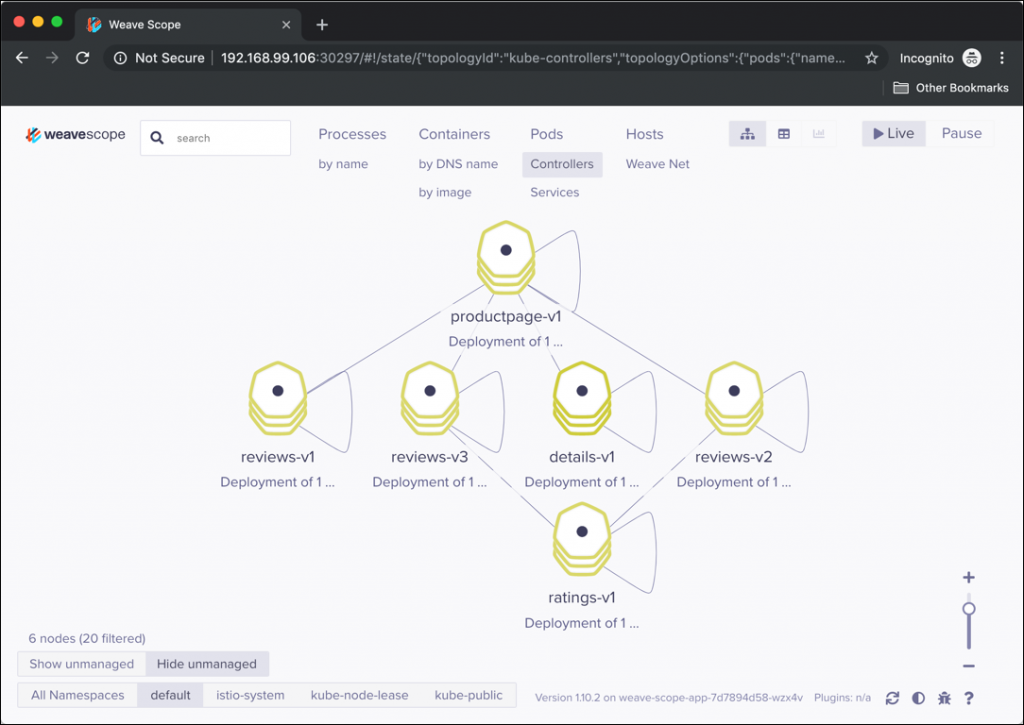 Weave Scope
Not Secure 192.168.99.106:30297/#!/state/{"topologyId":"kube-controllers","topologyOptions":{"pods":{"name...
Incognito
Other Bookmarks
weavescope
search
Processes Containers Pods Hosts
Live Pause
by name by DNS name Controllers Weave Net
by image Services
productpage-v1
Deployment of 1 ...
reviews-v1 reviews-v3 details-v1 reviews-v2
Deployment of 1 ... Deployment of 1 ... Deployment of 1 ... Deployment of 1 ...
ratings-v1
Deployment of 1 ...
6 nodes (20 filtered)
Show unmanaged Hide unmanaged
All Namespaces default istio-system kube-node-lease kube-public
Version 1.10.2 on weave-scope-app-7d7894d58-wzx4v Plugins: n/a